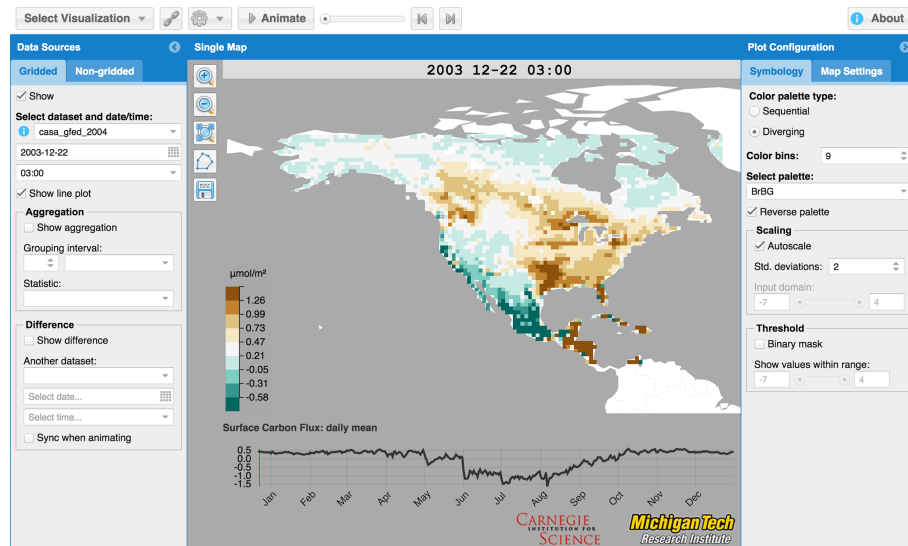 Select Visualization
Animate
About
Data Sources
Single Map
Plot Configuration
Gridded
Non-gridded
Show
Select dataset and date/time:
casa_gfed_2004
2003-12-22
03:00
Show line plot
Aggregation
Show aggregation
Grouping interval:
Statistic:
Difference
Show difference
Another dataset:
Select date...
Select time...
Sync when animating
2003 12-22 03:00
µmol/m²
1.26
0.99
0.73
0.47
0.21
-0.05
-0.31
-0.58
Surface Carbon Flux: daily mean
0.5
0.0
-0.5
-1.0
-1.5
Jan Feb Mar Apr May Jun Jul Aug Sep Oct Nov Dec
CARNEGIE
INSTITUTION FOR
SCIENCE
MichiganTech
Research Institute
Symbology
Map Settings
Color palette type:
Sequential
Diverging
Color bins: 9
Select palette:
BrBG
Reverse palette
Scaling
Autoscale
Std. deviations: 2
Input domain:
-7 4
Threshold
Binary mask
Show values within range:
-7 4